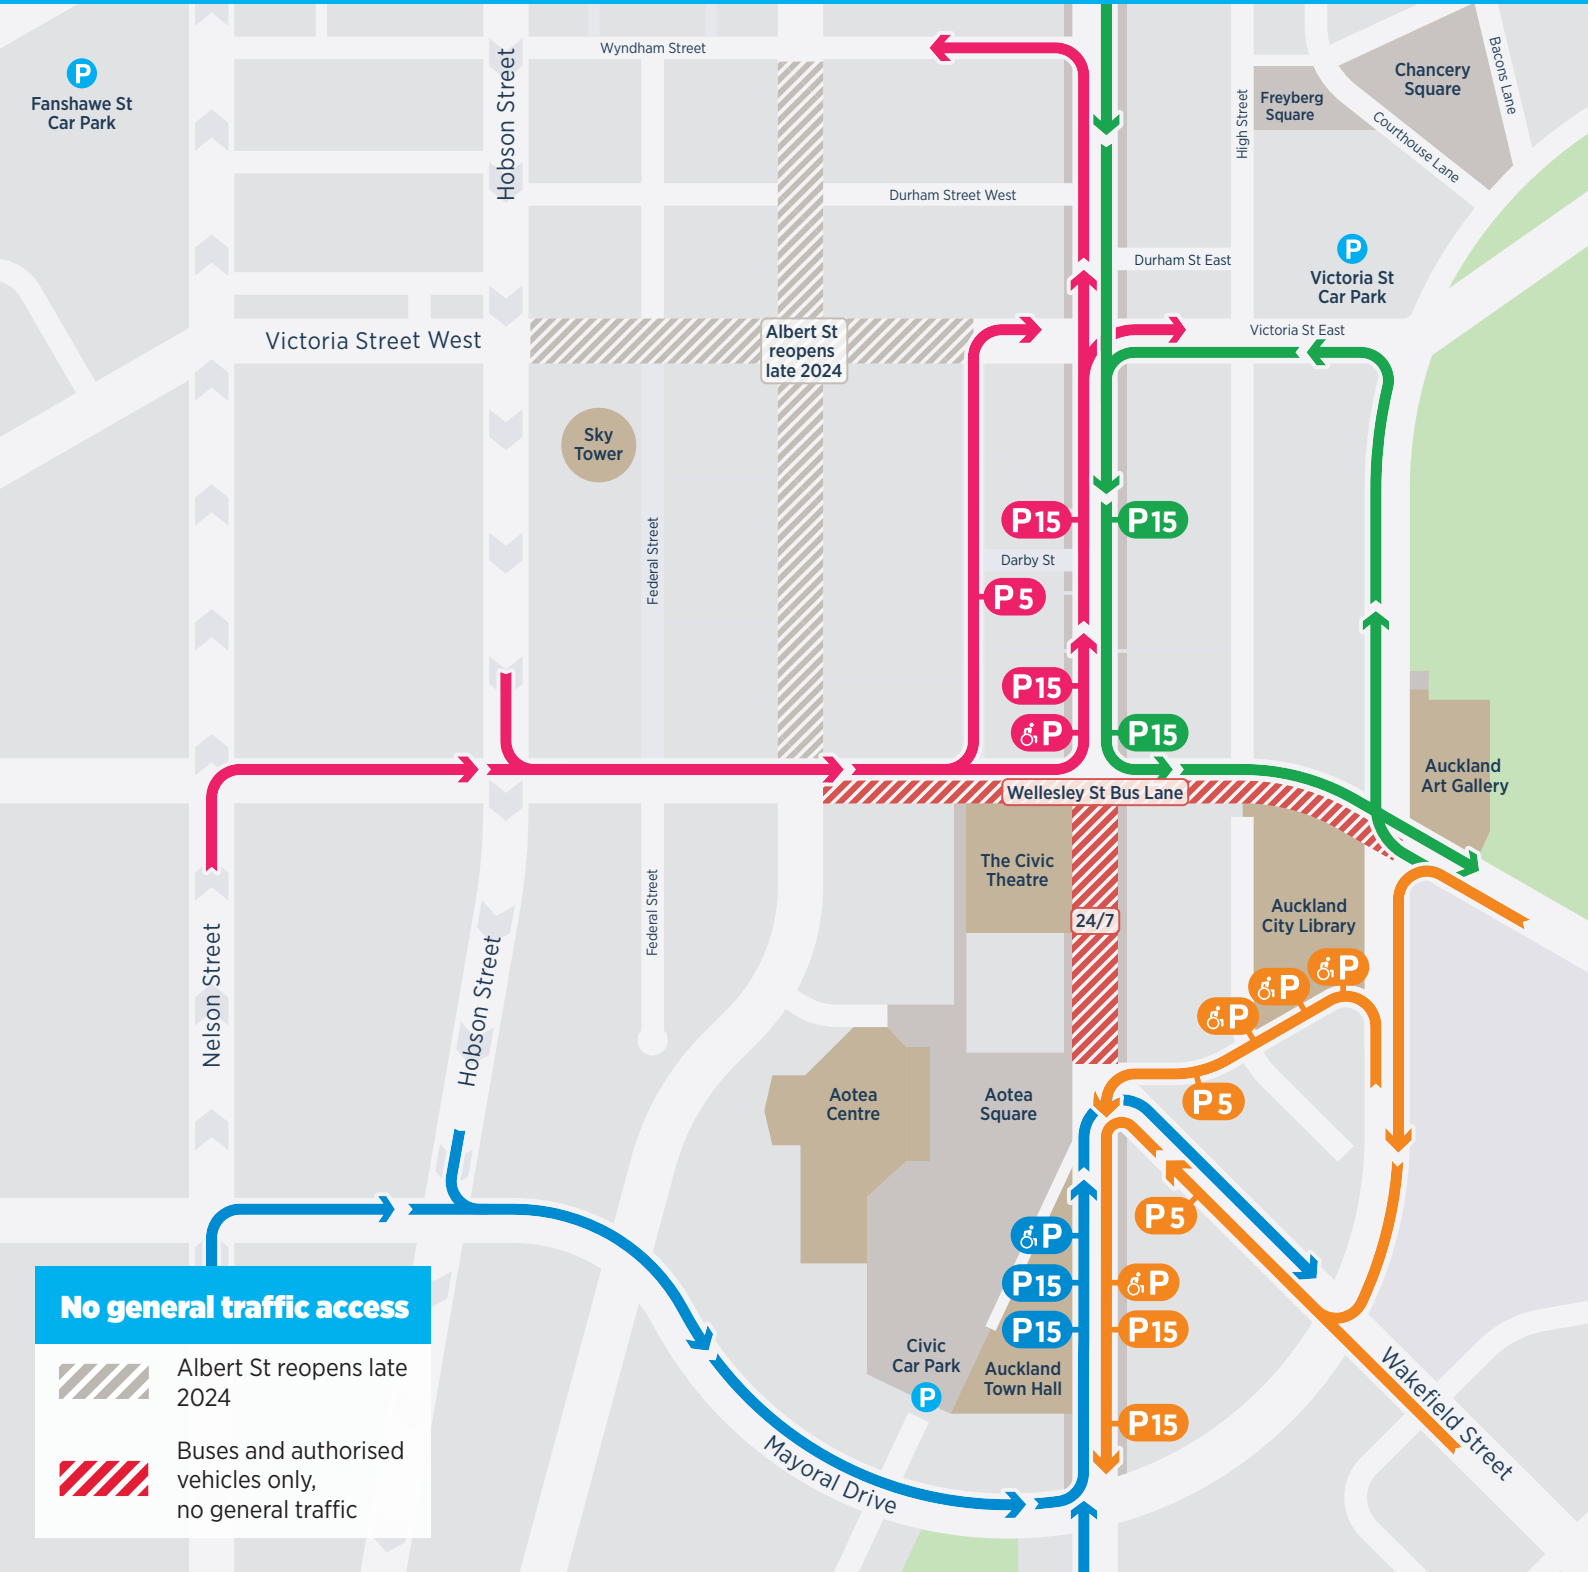 Wyndham Street
Hobson Street
P
Fanshawe St
Car Park
High Street
Freyberg
Square
Chancery
Square
Bacons Lane
Courthouse Lane
Durham Street West
Durham St East
P
Victoria St
Car Park
Victoria Street West
Albert St
reopens
late 2024
Victoria St East
Sky
Tower
Federal Street
P15
P15
Darby St
P5
P15
P
P15
Auckland
Art Gallery
Wellesley St Bus Lane
The Civic
Theatre
24/7
Auckland
City Library
Federal Street
Nelson Street
Hobson Street
P
P
P
Aotea
Centre
Aotea
Square
P5
P5
P
P15
P15
P
P15
P15
Civic
Car Park
P
Auckland
Town Hall
Wakefield Street
Mayoral Drive
No general traffic access
Albert St reopens late
2024
Buses and authorised
vehicles only,
no general traffic